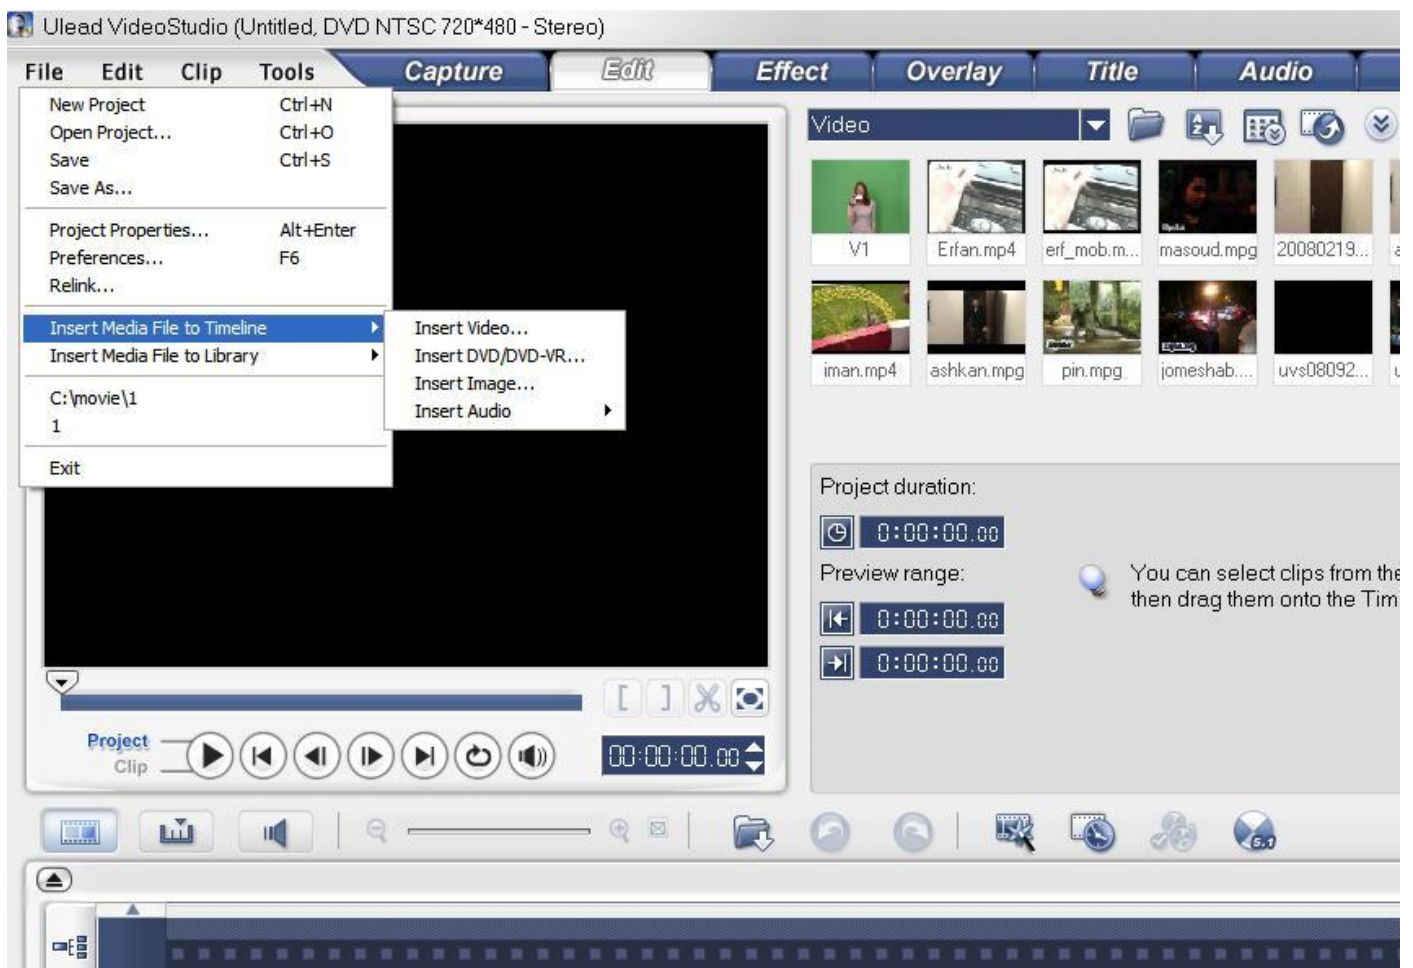 Ulead VideoStudio (Untitled, DVD NTSC 720*480 - Stereo)
File Edit Clip Tools Capture Edit Effect Overlay Title Audio
New Project Ctrl+N
Open Project... Ctrl+O
Save Ctrl+S
Save As...
Project Properties... Alt+Enter
Preferences... F6
Relink...
Insert Media File to Timeline
Insert Media File to Library
C:\movie\1
1
Exit
Insert Video...
Insert DVD/DVD-VR...
Insert Image...
Insert Audio
Video
V1 Erfan.mp4 erf_mob.m... masoud.mpg 20080219...
iman.mp4 ashkan.mpg pin.mpg jomeshab.... uvs08092...
Project duration:
0:00:00.00
Preview range:
0:00:00.00
0:00:00.00
You can select clips from the
then drag them onto the Tim
Project
Clip
00:00:00.00
5.1